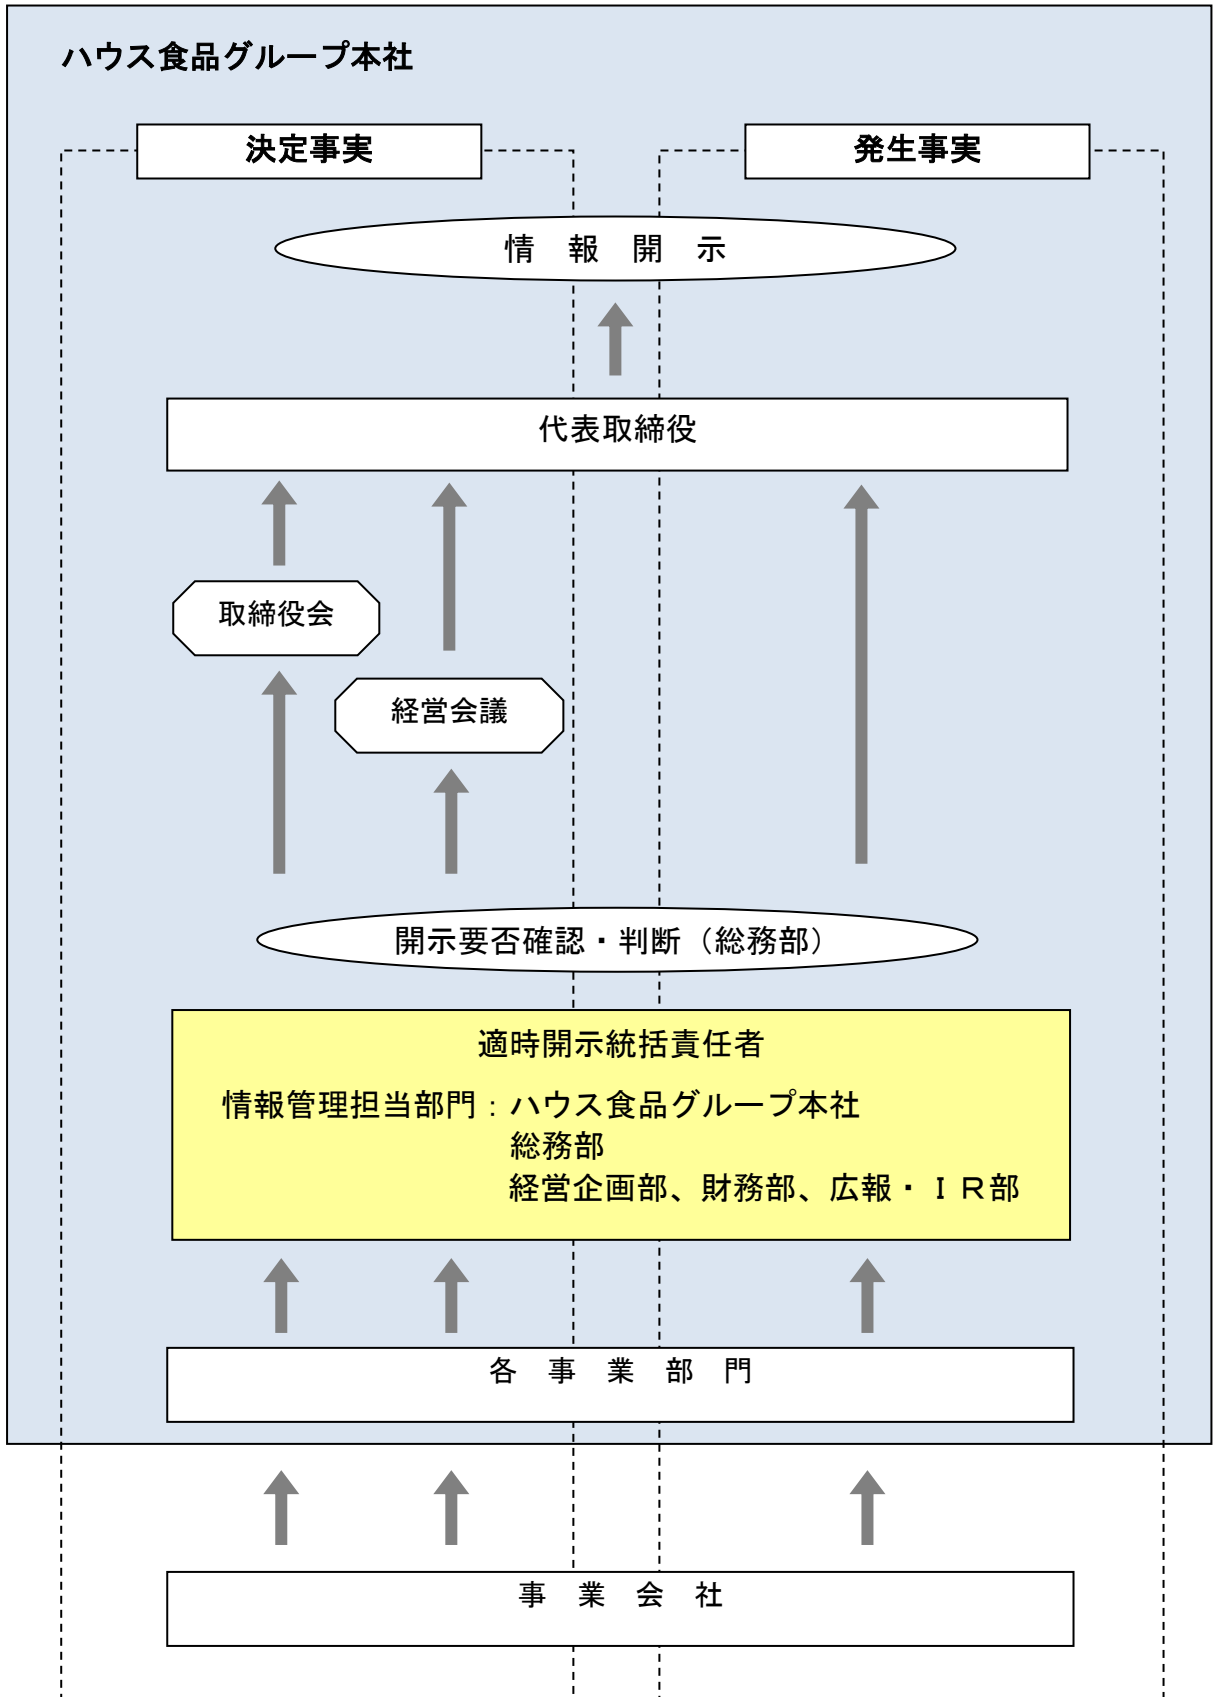 ハウス食品グループ本社
決定事実
発生事実
情　報　開　示
代表取締役
取締役会
経営会議
開示要否確認・判断（総務部）
適時開示統括責任者
情報管理担当部門：ハウス食品グループ本社
総務部
経営企画部、財務部、広報・ＩＲ部
各　事　業　部　門
事　業　会　社